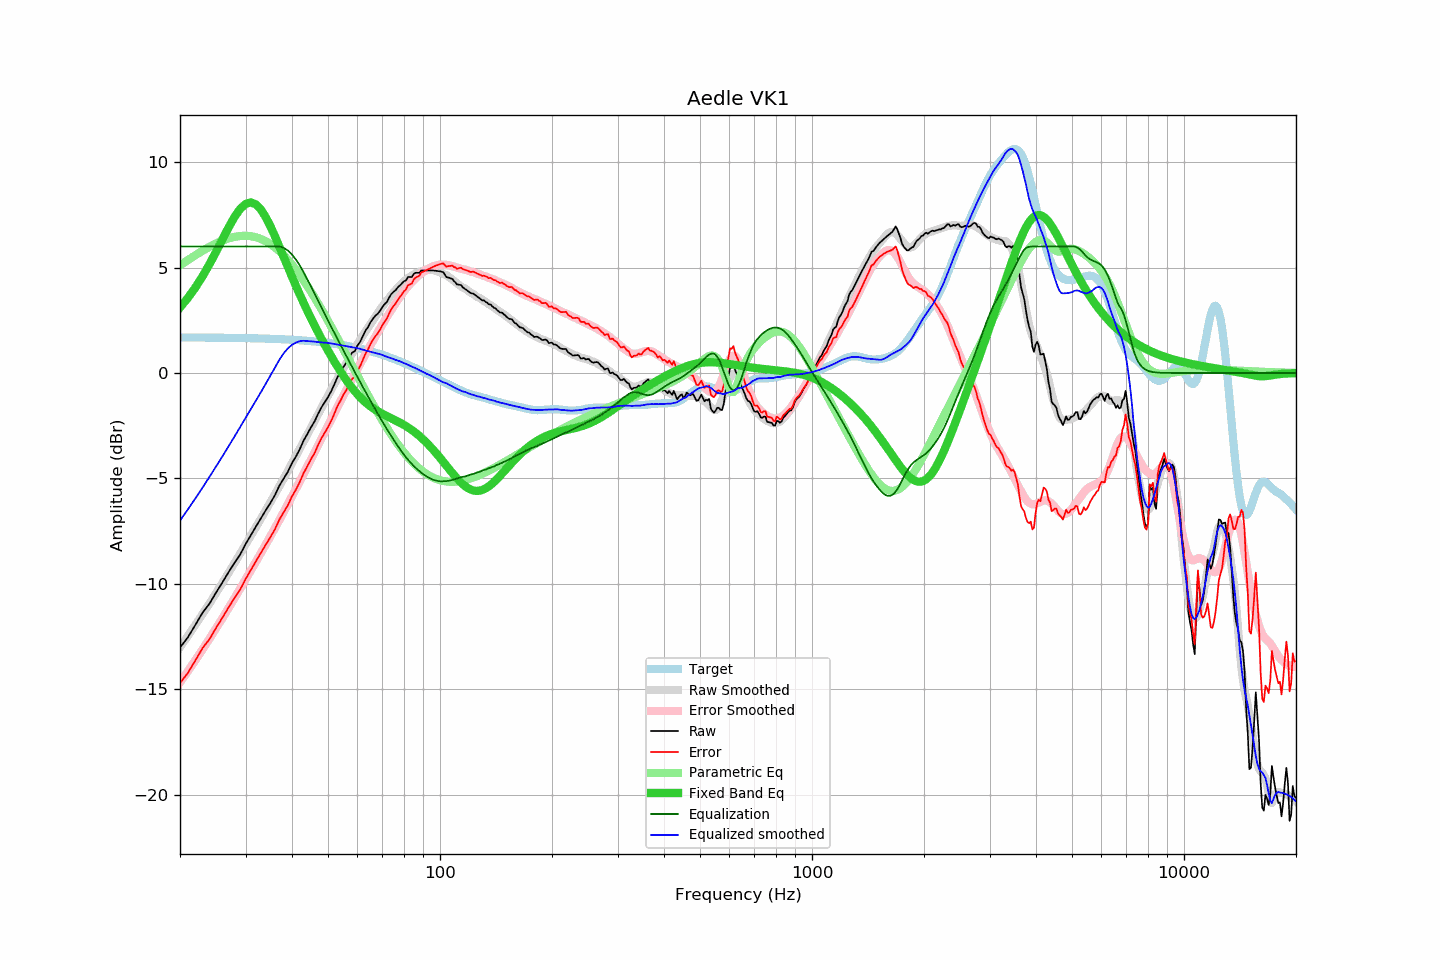 Aedle VK1
Amplitude (dBr)
10
5
0
−5
−10
−15
−20
Target
Raw Smoothed
Error Smoothed
Raw
Error
Parametric Eq
Fixed Band Eq
Equalization
Equalized smoothed
100
1000
10000
Frequency (Hz)